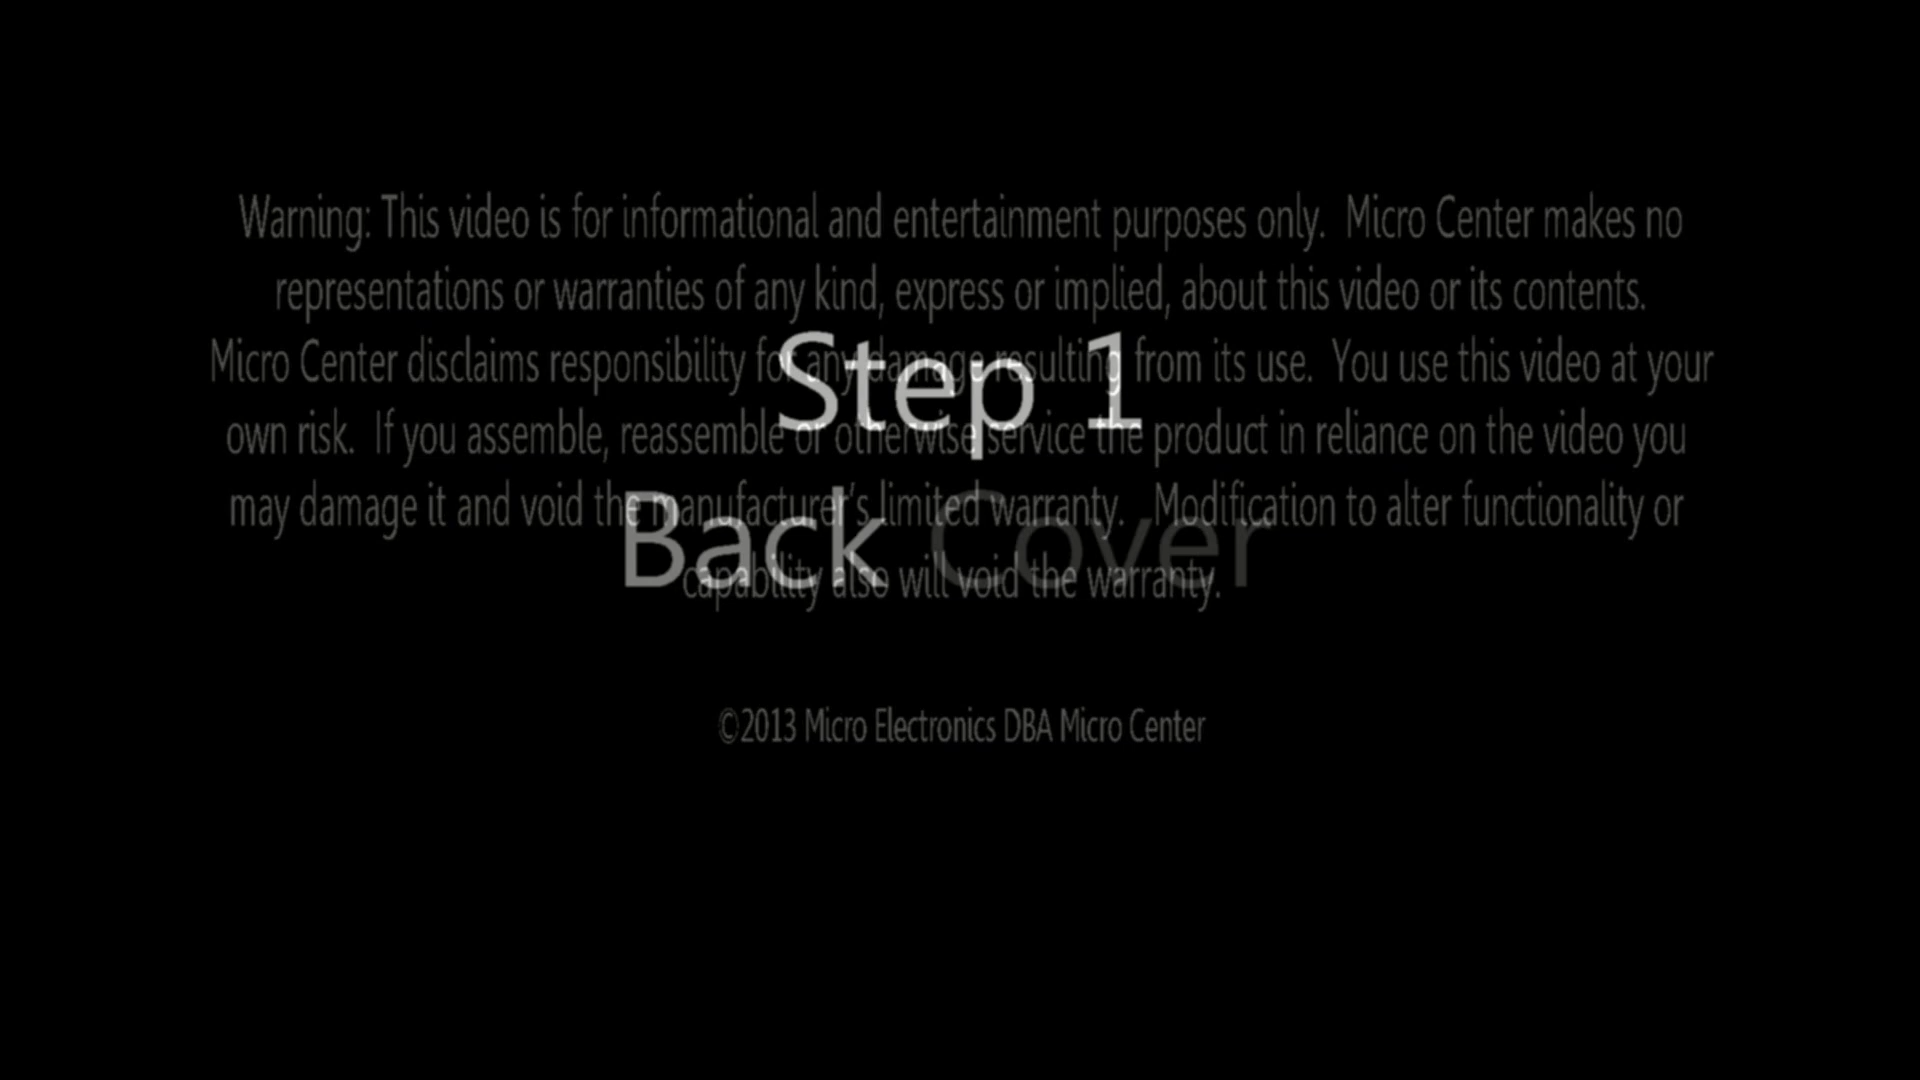 Warning: This video is for informational and entertainment purposes only.  Micro Center makes no
representations or warranties of any kind, express or implied, about this video or its contents.
Micro Center disclaims responsibility for any damage resulting from its use.  You use this video at your
own risk.  If you assemble, reassemble or otherwise service the product in reliance on the video you
may damage it and void the manufacturer's limited warranty.  Modification to alter functionality or
capability also will void the warranty.
Step 1
Back Cover
©2013 Micro Electronics DBA Micro Center